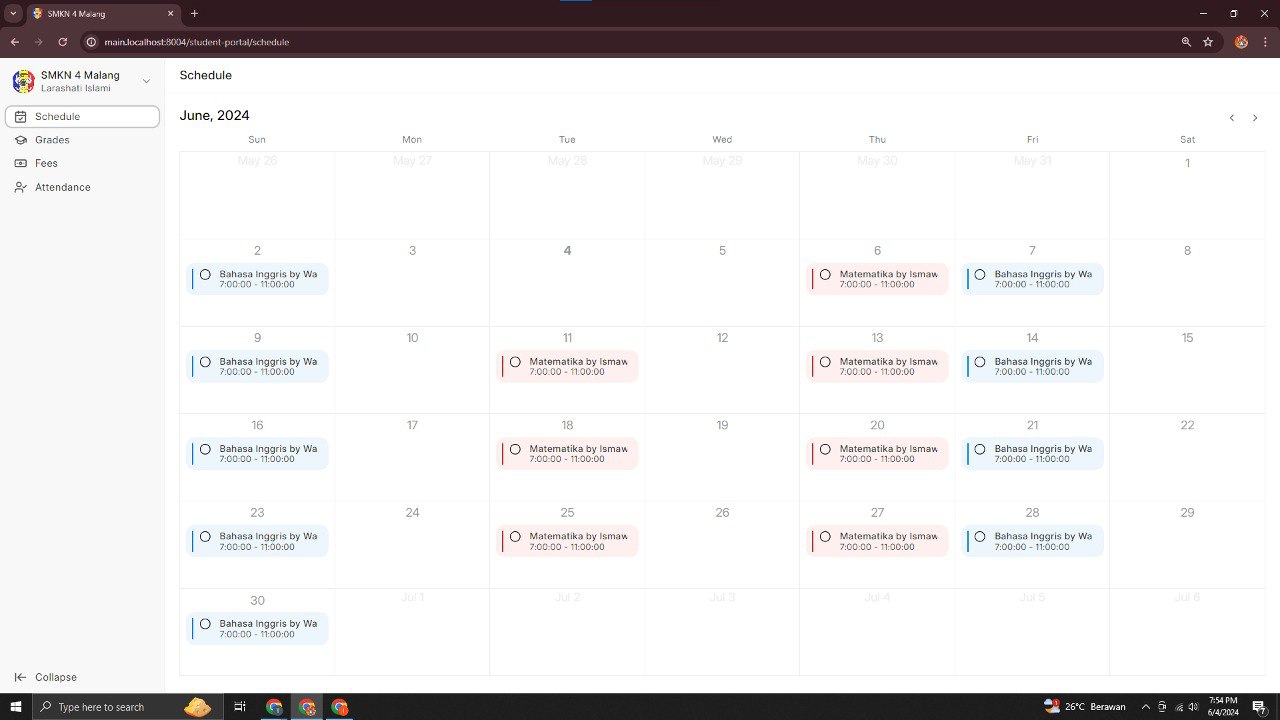 SMKN 4 Malang
main.localhost:8004/student-portal/schedule
SMKN 4 Malang
Larashati Islami
Schedule
Grades
Fees
Attendance
Collapse
Schedule
June, 2024
Sun Mon Tue Wed Thu Fri Sat
May 26 May 27 May 28 May 29 May 30 May 31 1
2 3 4 5 6 7 8
Bahasa Inggris by Wa Matematika by Ismaw Bahasa Inggris by Wa
7:00:00 - 11:00:00 7:00:00 - 11:00:00 7:00:00 - 11:00:00
9 10 11 12 13 14 15
Bahasa Inggris by Wa Matematika by Ismaw Matematika by Ismaw Bahasa Inggris by Wa
7:00:00 - 11:00:00 7:00:00 - 11:00:00 7:00:00 - 11:00:00 7:00:00 - 11:00:00
16 17 18 19 20 21 22
Bahasa Inggris by Wa Matematika by Ismaw Matematika by Ismaw Bahasa Inggris by Wa
7:00:00 - 11:00:00 7:00:00 - 11:00:00 7:00:00 - 11:00:00 7:00:00 - 11:00:00
23 24 25 26 27 28 29
Bahasa Inggris by Wa Matematika by Ismaw Matematika by Ismaw Bahasa Inggris by Wa
7:00:00 - 11:00:00 7:00:00 - 11:00:00 7:00:00 - 11:00:00 7:00:00 - 11:00:00
30 Jul 1 Jul 2 Jul 3 Jul 4 Jul 5 Jul 6
Bahasa Inggris by Wa
7:00:00 - 11:00:00
Type here to search
26°C Berawan
7:54 PM
6/4/2024